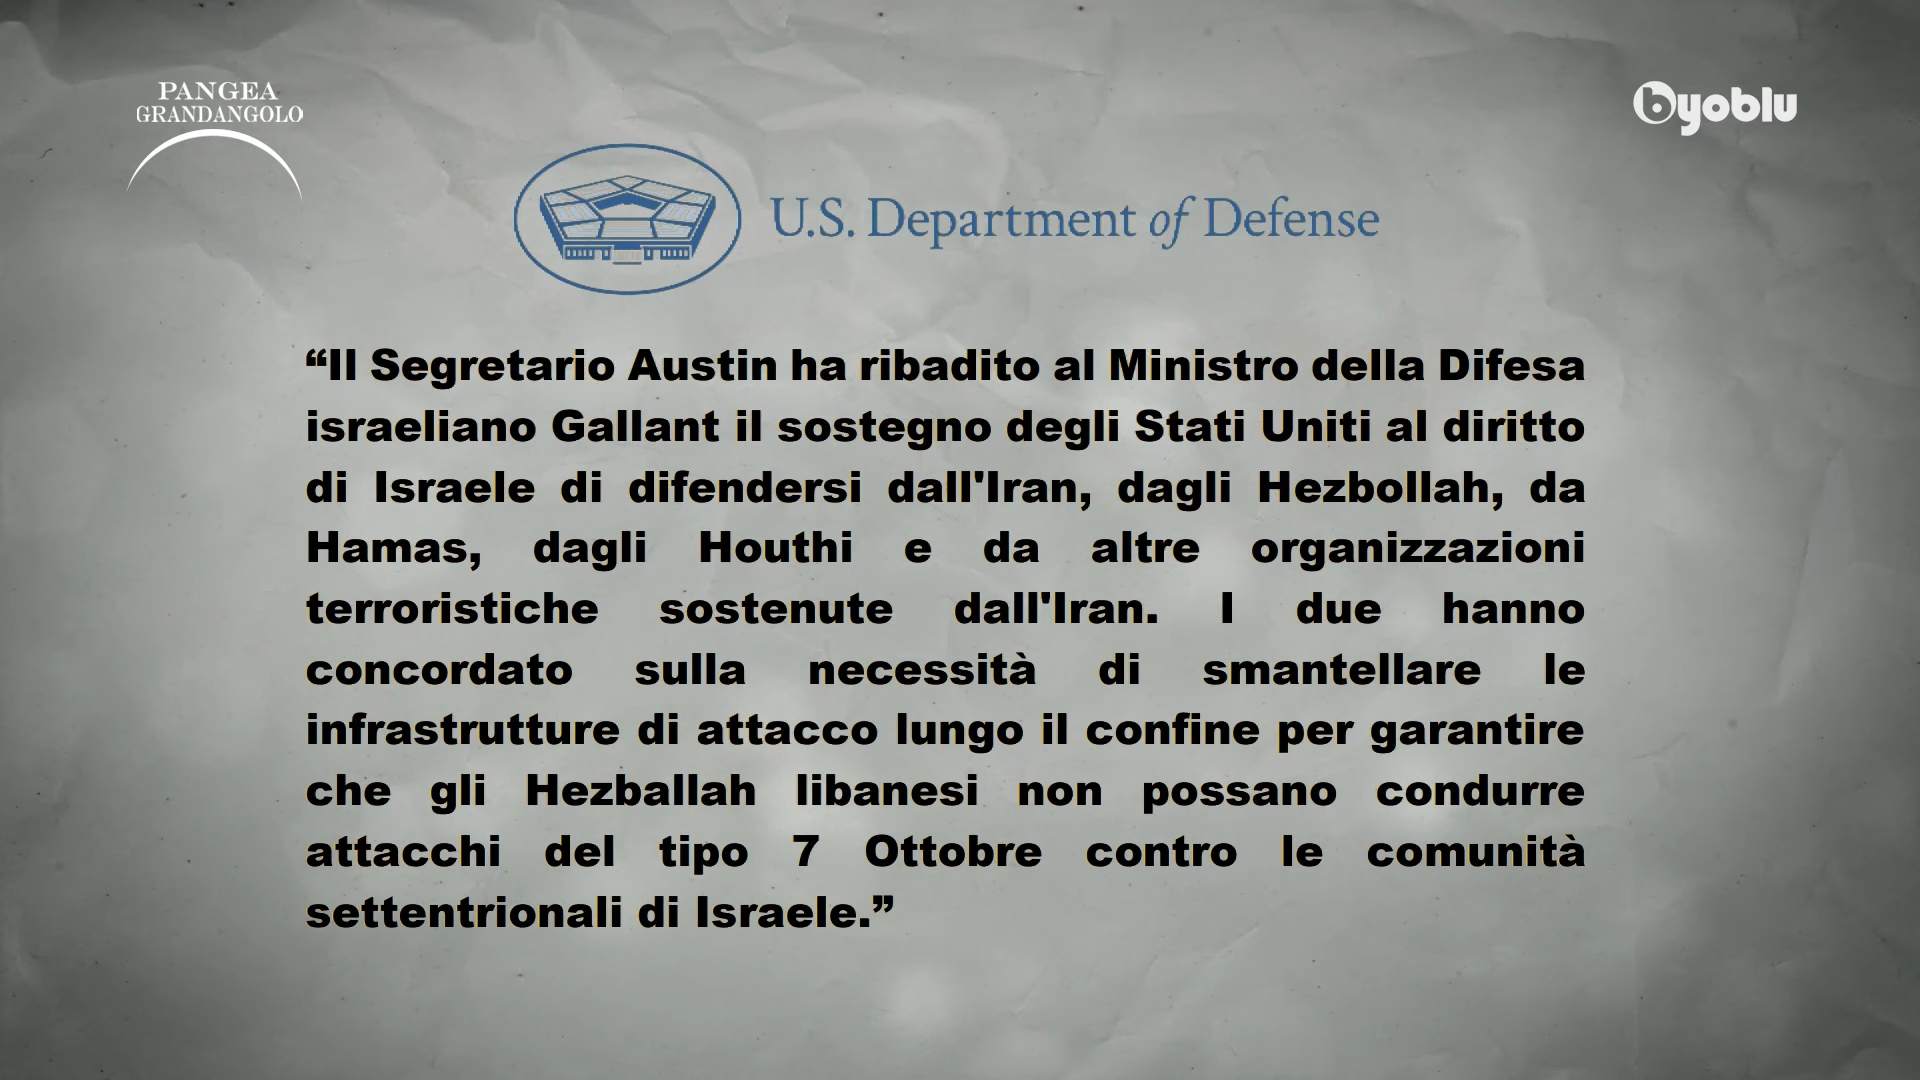 PANGEA
GRANDANGOLO
byoblu
U.S. Department of Defense
“Il Segretario Austin ha ribadito al Ministro della Difesa
israeliano Gallant il sostegno degli Stati Uniti al diritto
di Israele di difendersi dall'Iran, dagli Hezbollah, da
Hamas, dagli Houthi e da altre organizzazioni
terroristiche sostenute dall'Iran. I due hanno
concordato sulla necessità di smantellare le
infrastrutture di attacco lungo il confine per garantire
che gli Hezballah libanesi non possano condurre
attacchi del tipo 7 Ottobre contro le comunità
settentrionali di Israele.”